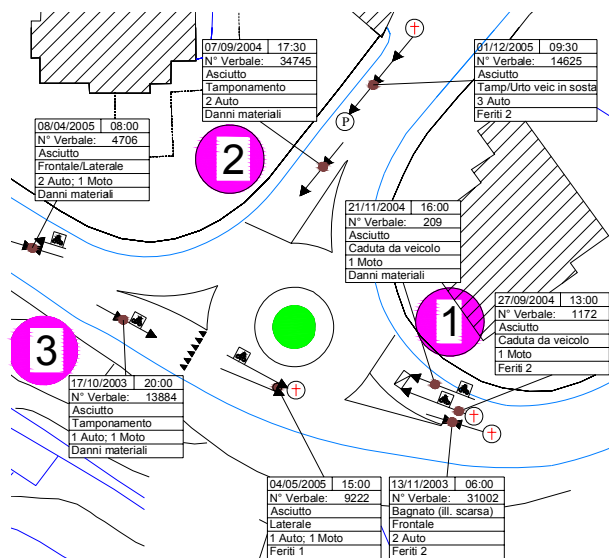 07/09/2004 17:30
N° Verbale: 34745
Asciutto
Tamponamento
2 Auto
Danni materiali
01/12/2005 09:30
N° Verbale: 14625
Asciutto
Tamp/Urto veic in sosta
3 Auto
Feriti 2
P
08/04/2005 08:00
N° Verbale: 4706
Asciutto
Frontale/Laterale
2 Auto; 1 Moto
Danni materiali
2
21/11/2004 16:00
N° Verbale: 209
Asciutto
Caduta da veicolo
1 Moto
Danni materiali
27/09/2004 13:00
N° Verbale: 1172
Asciutto
Caduta da veicolo
1 Moto
Feriti 2
1
3
17/10/2003 20:00
N° Verbale: 13884
Asciutto
Tamponamento
1 Auto; 1 Moto
Danni materiali
04/05/2005 15:00
N° Verbale: 9222
Asciutto
Laterale
1 Auto; 1 Moto
Feriti 1
13/11/2003 06:00
N° Verbale: 31002
Bagnato (ill. scarsa)
Frontale
2 Auto
Feriti 2